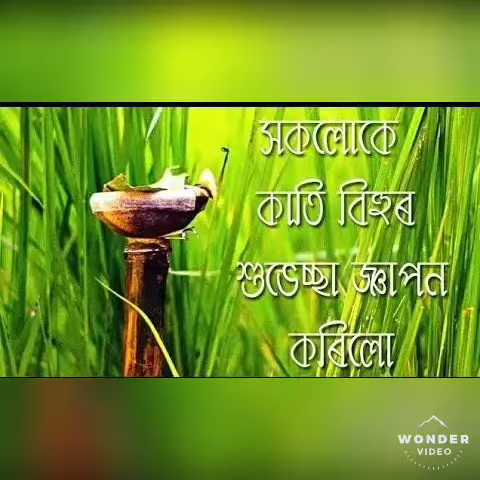 সকলোকে
কাতি বিহুৰ
শুভেচ্ছা জ্ঞাপন
কৰিলো
WONDER
VIDEO